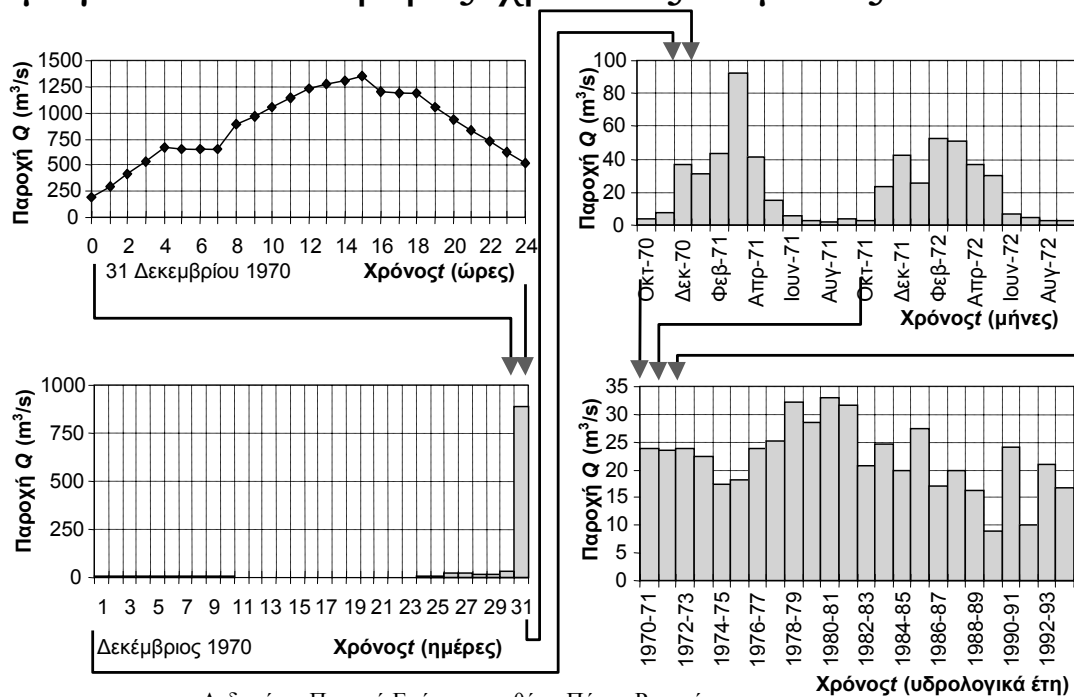 Παροχή Q (m³/s)
1500
1250
1000
750
500
250
0
0 2 4 6 8 10 12 14 16 18 20 22 24
31 Δεκεμβρίου 1970 Χρόνοςt (ώρες)
Παροχή Q (m³/s)
100
80
60
40
20
0
Οκτ-70 Δεκ-70 Φεβ-71 Απρ-71 Ιουν-71 Αυγ-71 Οκτ-71 Δεκ-71 Φεβ-72 Απρ-72 Ιουν-72 Αυγ-72
Χρόνοςt (μήνες)
Παροχή Q (m³/s)
1000
750
500
250
0
1 3 5 7 9 11 13 15 17 19 21 23 25 27 29 31
Δεκέμβριος 1970 Χρόνοςt (ημέρες)
Παροχή Q (m³/s)
35
30
25
20
15
10
5
0
1970-71 1972-73 1974-75 1976-77 1978-79 1980-81 1982-83 1984-85 1986-87 1988-89 1990-91 1992-93
Χρόνοςt (υδρολογικά έτη)